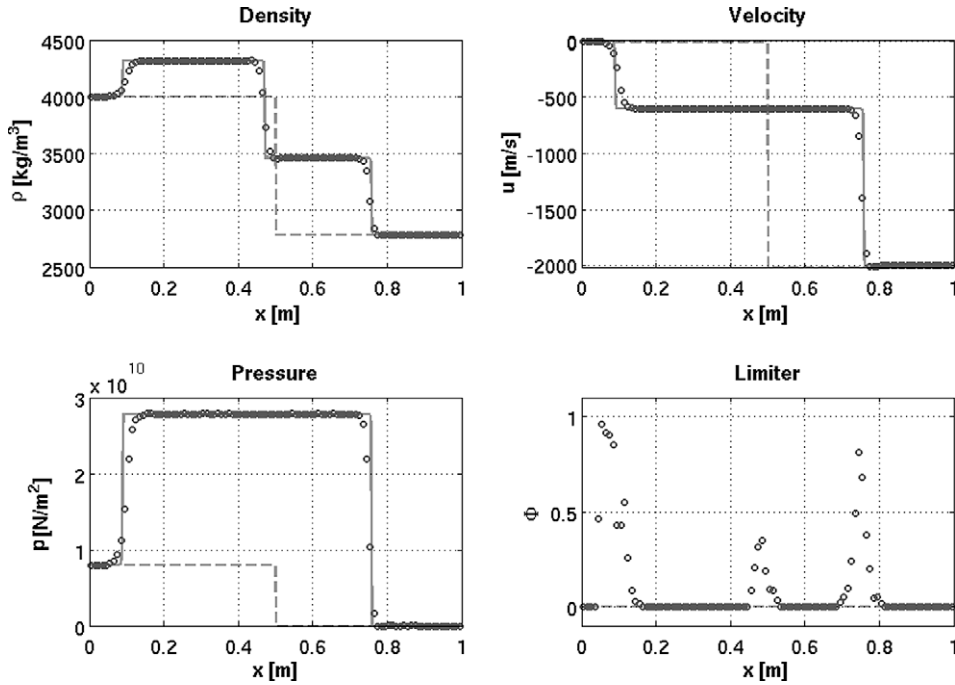 Density
4500
4000
3500
3000
2500
ρ [kg/m³]
0 0.2 0.4 0.6 0.8 1
x [m]
Velocity
0
-500
-1000
-1500
-2000
u [m/s]
0 0.2 0.4 0.6 0.8 1
x [m]
Pressure
x 10¹⁰
3
2
1
0
p[N/m²]
0 0.2 0.4 0.6 0.8 1
x [m]
Limiter
1
0.5
0
Φ
0 0.2 0.4 0.6 0.8 1
x [m]